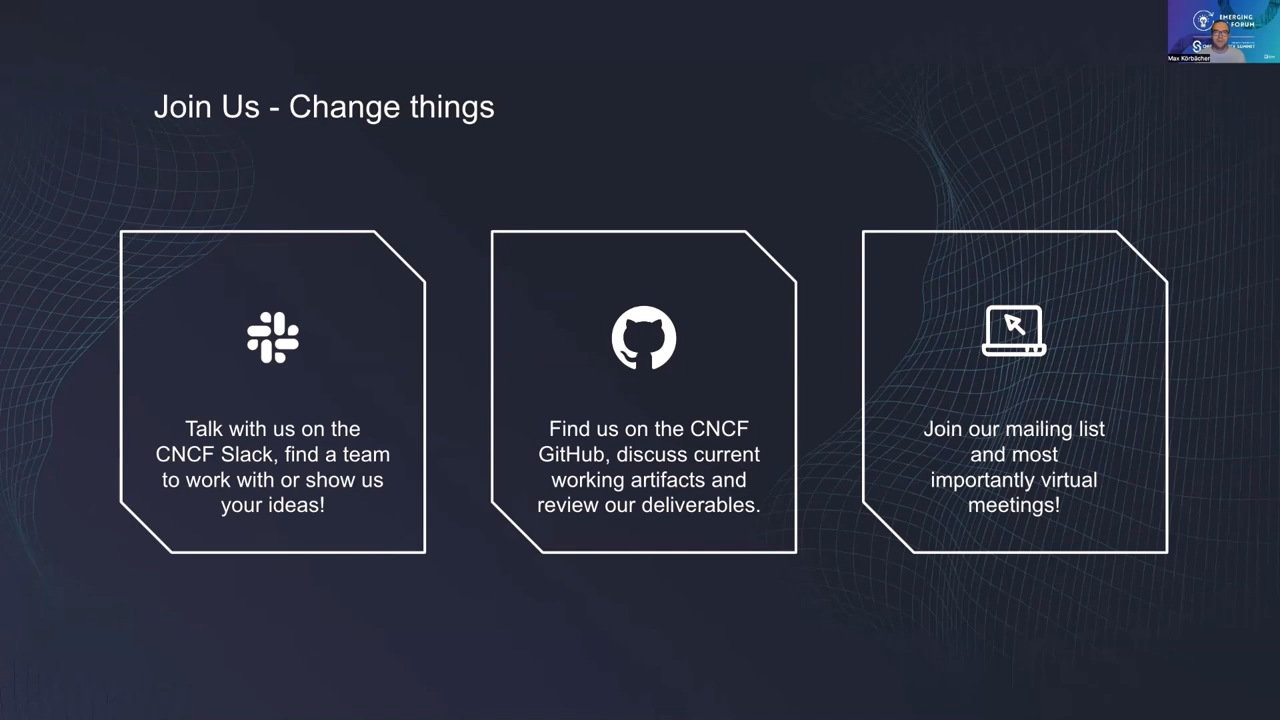 EMERGING
FORUM
Max Körbächer
Join Us - Change things
Talk with us on the
CNCF Slack, find a team
to work with or show us
your ideas!
Find us on the CNCF
GitHub, discuss current
working artifacts and
review our deliverables.
Join our mailing list
and most
importantly virtual
meetings!